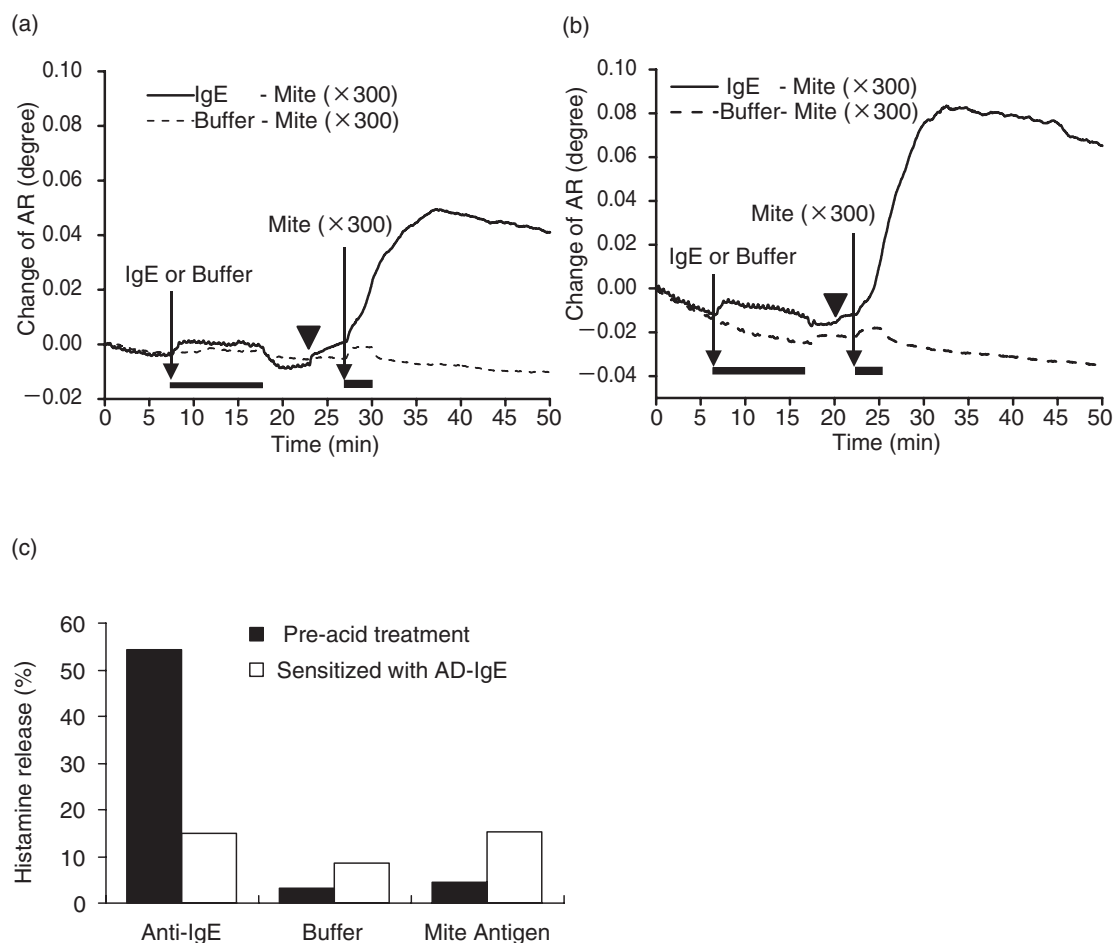 (a)
0.10
0.08
0.06
0.04
0.02
0.00
−0.02
Change of AR (degree)
IgE - Mite (×300)
Buffer - Mite (×300)
Mite (×300)
IgE or Buffer
0 5 10 15 20 25 30 35 40 45 50
Time (min)
(b)
0.10
0.08
0.06
0.04
0.02
0.00
−0.02
−0.04
Change of AR (degree)
IgE - Mite (×300)
Buffer- Mite (×300)
Mite (×300)
IgE or Buffer
0 5 10 15 20 25 30 35 40 45 50
Time (min)
(c)
60
50
40
30
20
10
0
Histamine release (%)
Pre-acid treatment
Sensitized with AD-IgE
Anti-IgE Buffer Mite Antigen